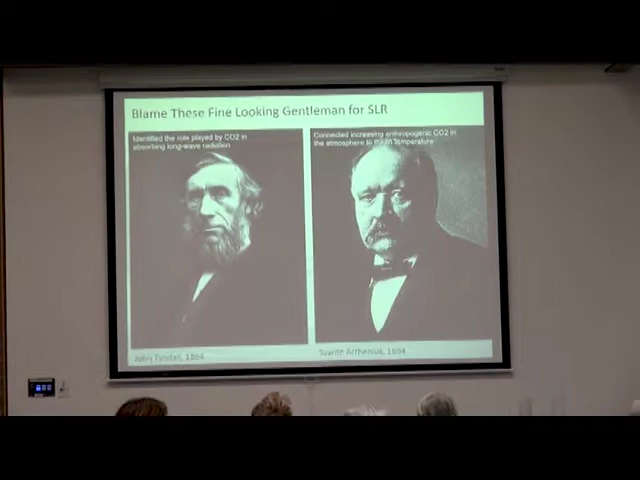 Blame These Fine Looking Gentleman for SLR
Identified the role played by CO2 in
absorbing long-wave radiation
Connected increasing anthropogenic CO2 in
the atmosphere to mean temperature
John Tyndall, 1864
Svante Arrhenius, 1894